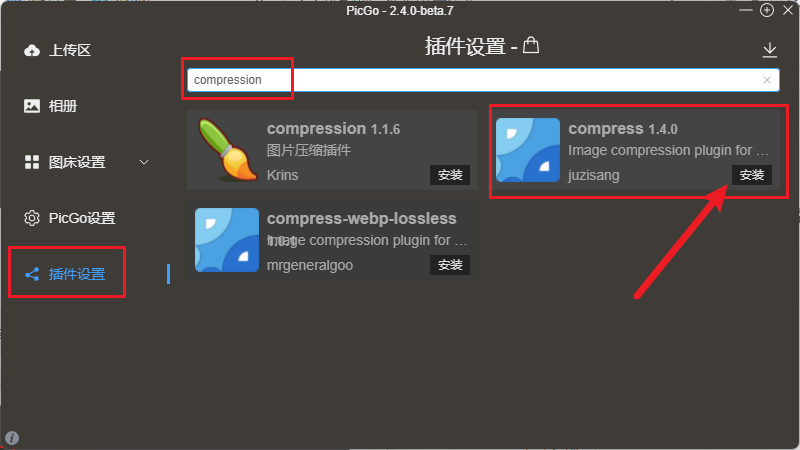 PicGo - 2.4.0-beta.7
上传区
相册
图床设置
PicGo设置
插件设置
插件设置 -
compression
compression 1.1.6
图片压缩插件
Krins
安装
compress 1.4.0
Image compression plugin for ...
juzisang
安装
compress-webp-lossless
1.0.1
Image compression plugin for ...
mrgeneralgoo
安装